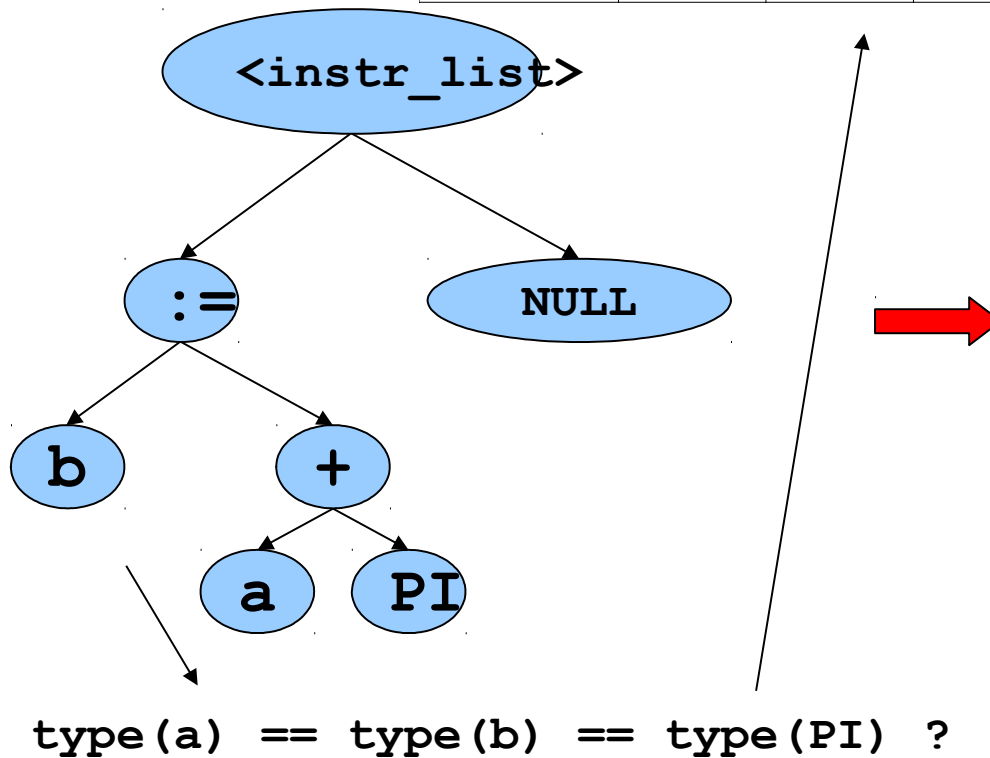 <instr_list>
:=
NULL
b
+
a
PI
type(a) == type(b) == type(PI) ?